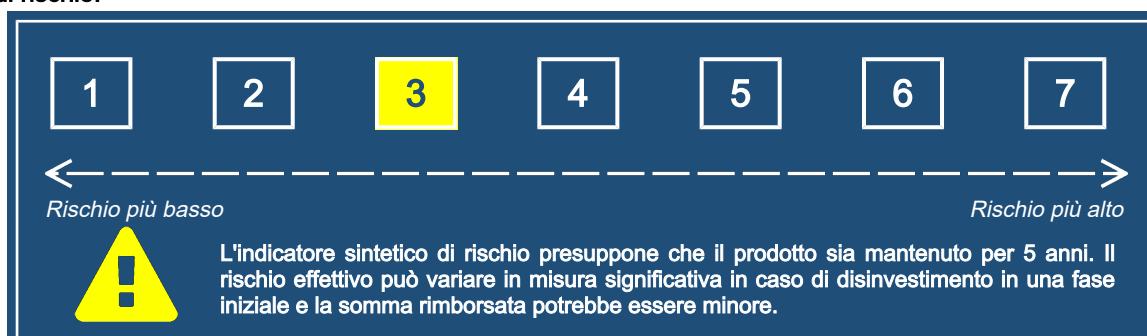 di rischio:
1 2 3 4 5 6 7
Rischio più basso Rischio più alto
L'indicatore sintetico di rischio presuppone che il prodotto sia mantenuto per 5 anni. Il
rischio effettivo può variare in misura significativa in caso di disinvestimento in una fase
iniziale e la somma rimborsata potrebbe essere minore.